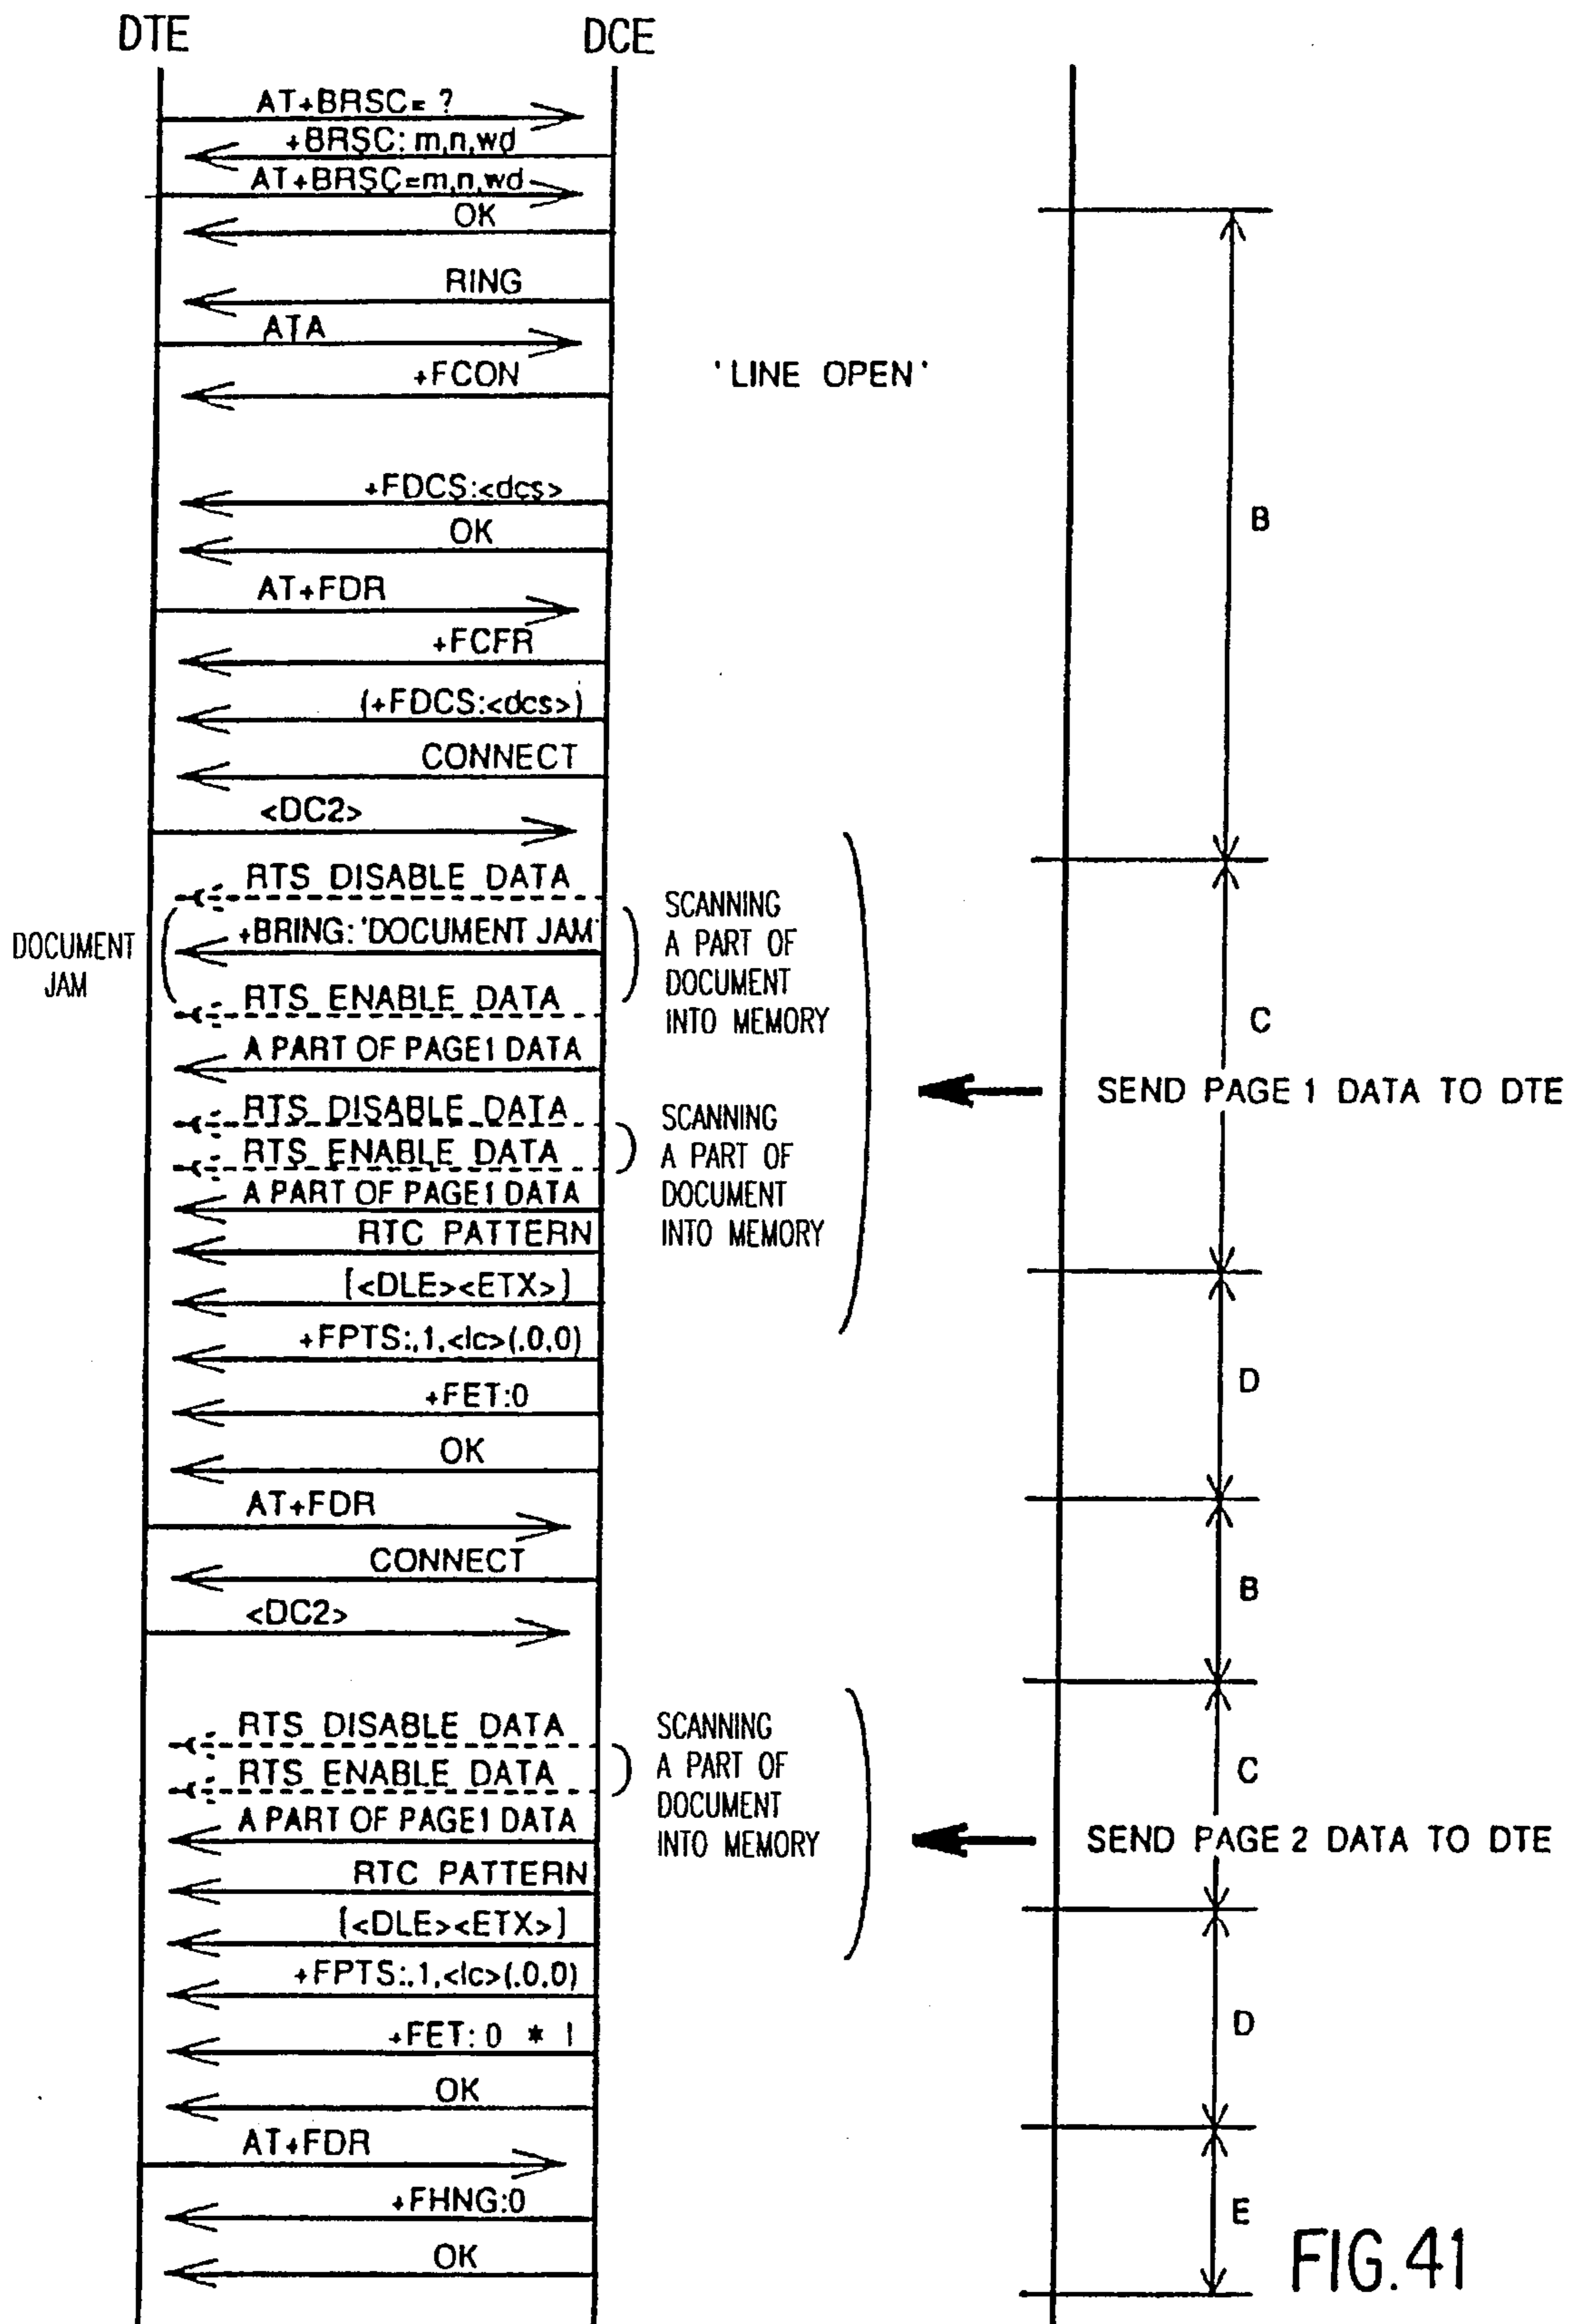 DTE
DCE
AT+BRSC= ?
+BRSC: m,n,wd
AT+BRSC=m,n,wd
OK
RING
ATA
+FCON
'LINE OPEN'
+FDCS:<dcs>
OK
B
AT+FDR
+FCFR
(+FDCS:<dcs>)
CONNECT
<DC2>
RTS DISABLE DATA
+BRING: 'DOCUMENT JAM'
RTS ENABLE DATA
DOCUMENT
JAM
SCANNING
A PART OF
DOCUMENT
INTO MEMORY
C
A PART OF PAGE1 DATA
SEND PAGE 1 DATA TO DTE
RTS DISABLE DATA
RTS ENABLE DATA
A PART OF PAGE1 DATA
SCANNING
A PART OF
DOCUMENT
INTO MEMORY
RTC PATTERN
[<DLE><ETX>]
+FPTS:,1,<lc>(.0,0)
+FET:0
D
OK
AT+FDR
CONNECT
B
<DC2>
RTS DISABLE DATA
RTS ENABLE DATA
A PART OF PAGE1 DATA
SCANNING
A PART OF
DOCUMENT
INTO MEMORY
C
SEND PAGE 2 DATA TO DTE
RTC PATTERN
[<DLE><ETX>]
+FPTS:,1,<lc>(.0,0)
+FET: 0 * 1
D
OK
AT+FDR
+FHNG:0
E
OK
FIG.41